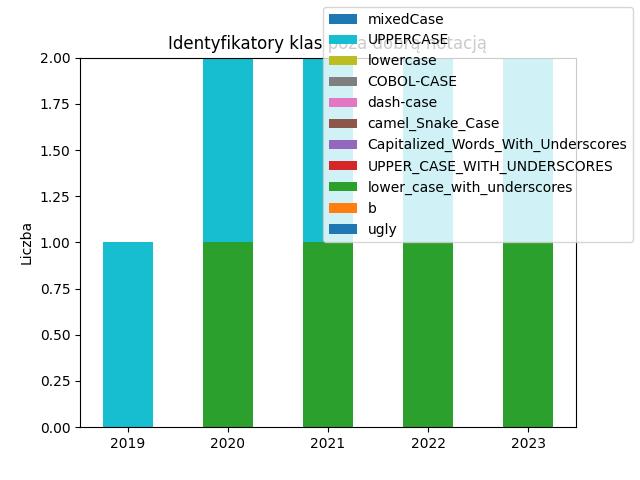 Identyfikatory klas poza dobrą notacją
mixedCase
UPPERCASE
lowercase
COBOL-CASE
dash-case
camel_Snake_Case
Capitalized_Words_With_Underscores
UPPER_CASE_WITH_UNDERSCORES
lower_case_with_underscores
b
ugly
Liczba
2.00
1.75
1.50
1.25
1.00
0.75
0.50
0.25
0.00
2019 2020 2021 2022 2023